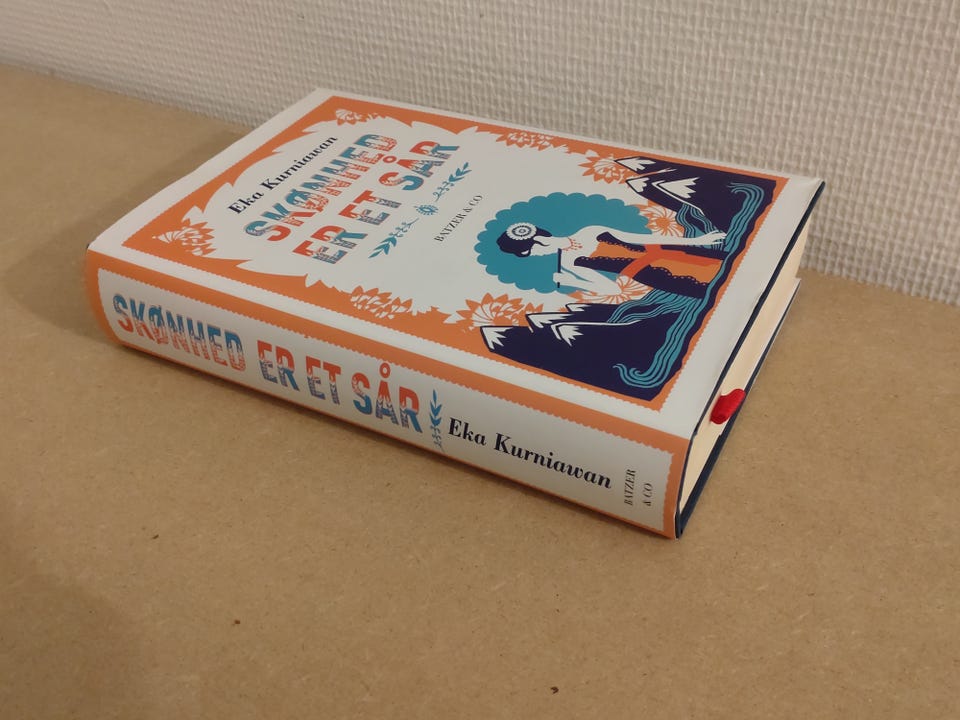 Eka Kurniawan
SKØNHED
ER ET SÅR
BATZER & CO
SKØNHED ER ET SÅR
Eka Kurniawan
BATZER
& CO